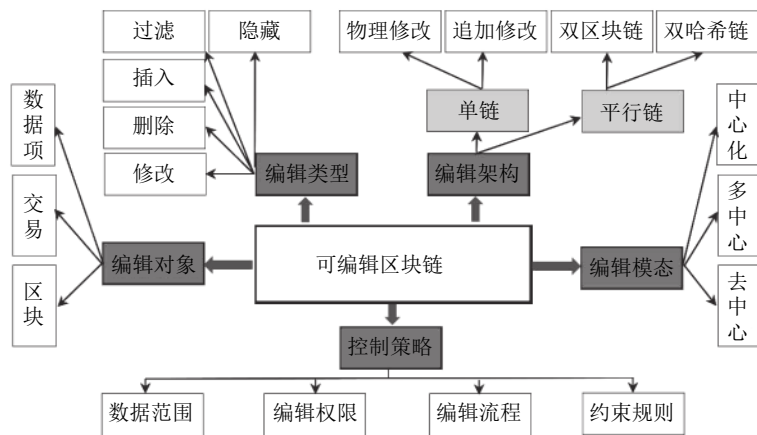 过滤
隐藏
物理修改
追加修改
双区块链
双哈希链
插入
删除
修改
单链
平行链
数据项
交易
区块
编辑类型
编辑架构
中心化
多中心
去中心
编辑对象
可编辑区块链
编辑模态
控制策略
数据范围
编辑权限
编辑流程
约束规则